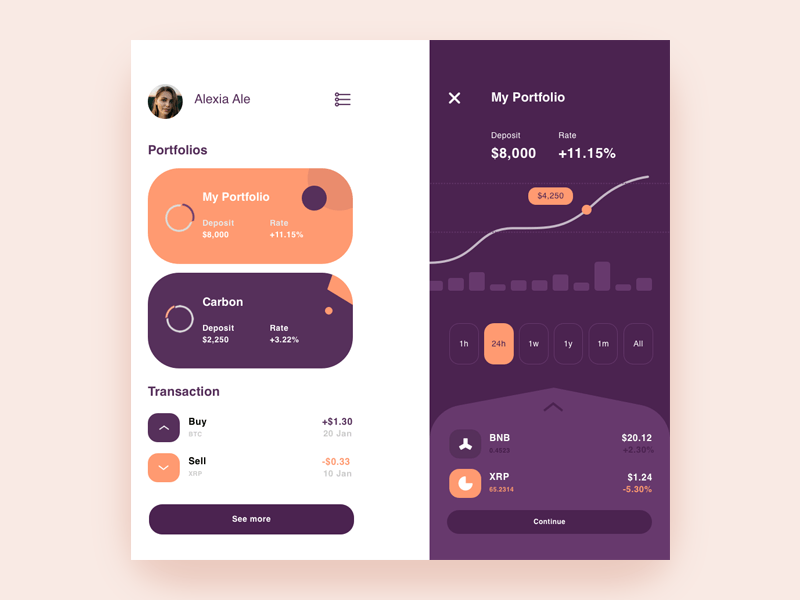 Alexia Ale
Portfolios
My Portfolio
Deposit
Rate
$8,000
+11.15%
Carbon
Deposit
Rate
$2,250
+3.22%
Transaction
Buy
+$1.30
BTC
20 Jan
Sell
-$0.33
XRP
10 Jan
See more
My Portfolio
Deposit
Rate
$8,000
+11.15%
$4,250
1h
24h
1w
1y
1m
All
BNB
$20.12
+2.30%
XRP
$1.24
65.2314
-5.30%
Continue